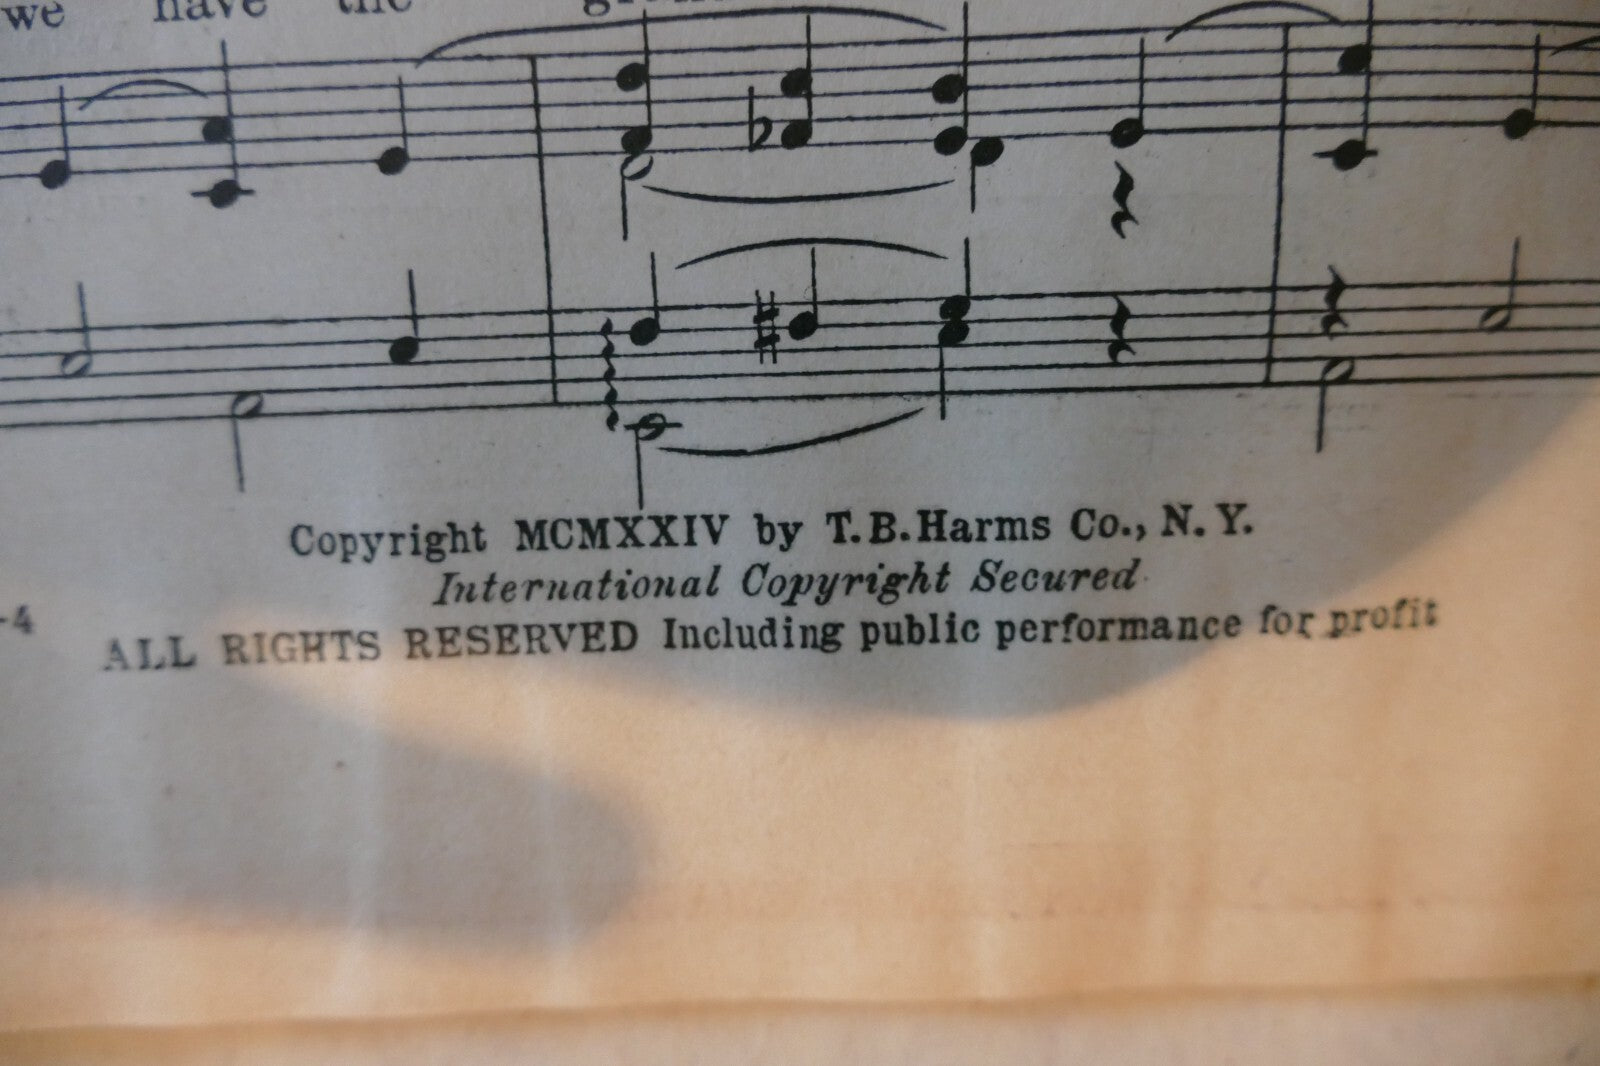 we have the
Copyright MCMXXIV by T. B. Harms Co., N. Y.
International Copyright Secured
-4
ALL RIGHTS RESERVED Including public performance for profit